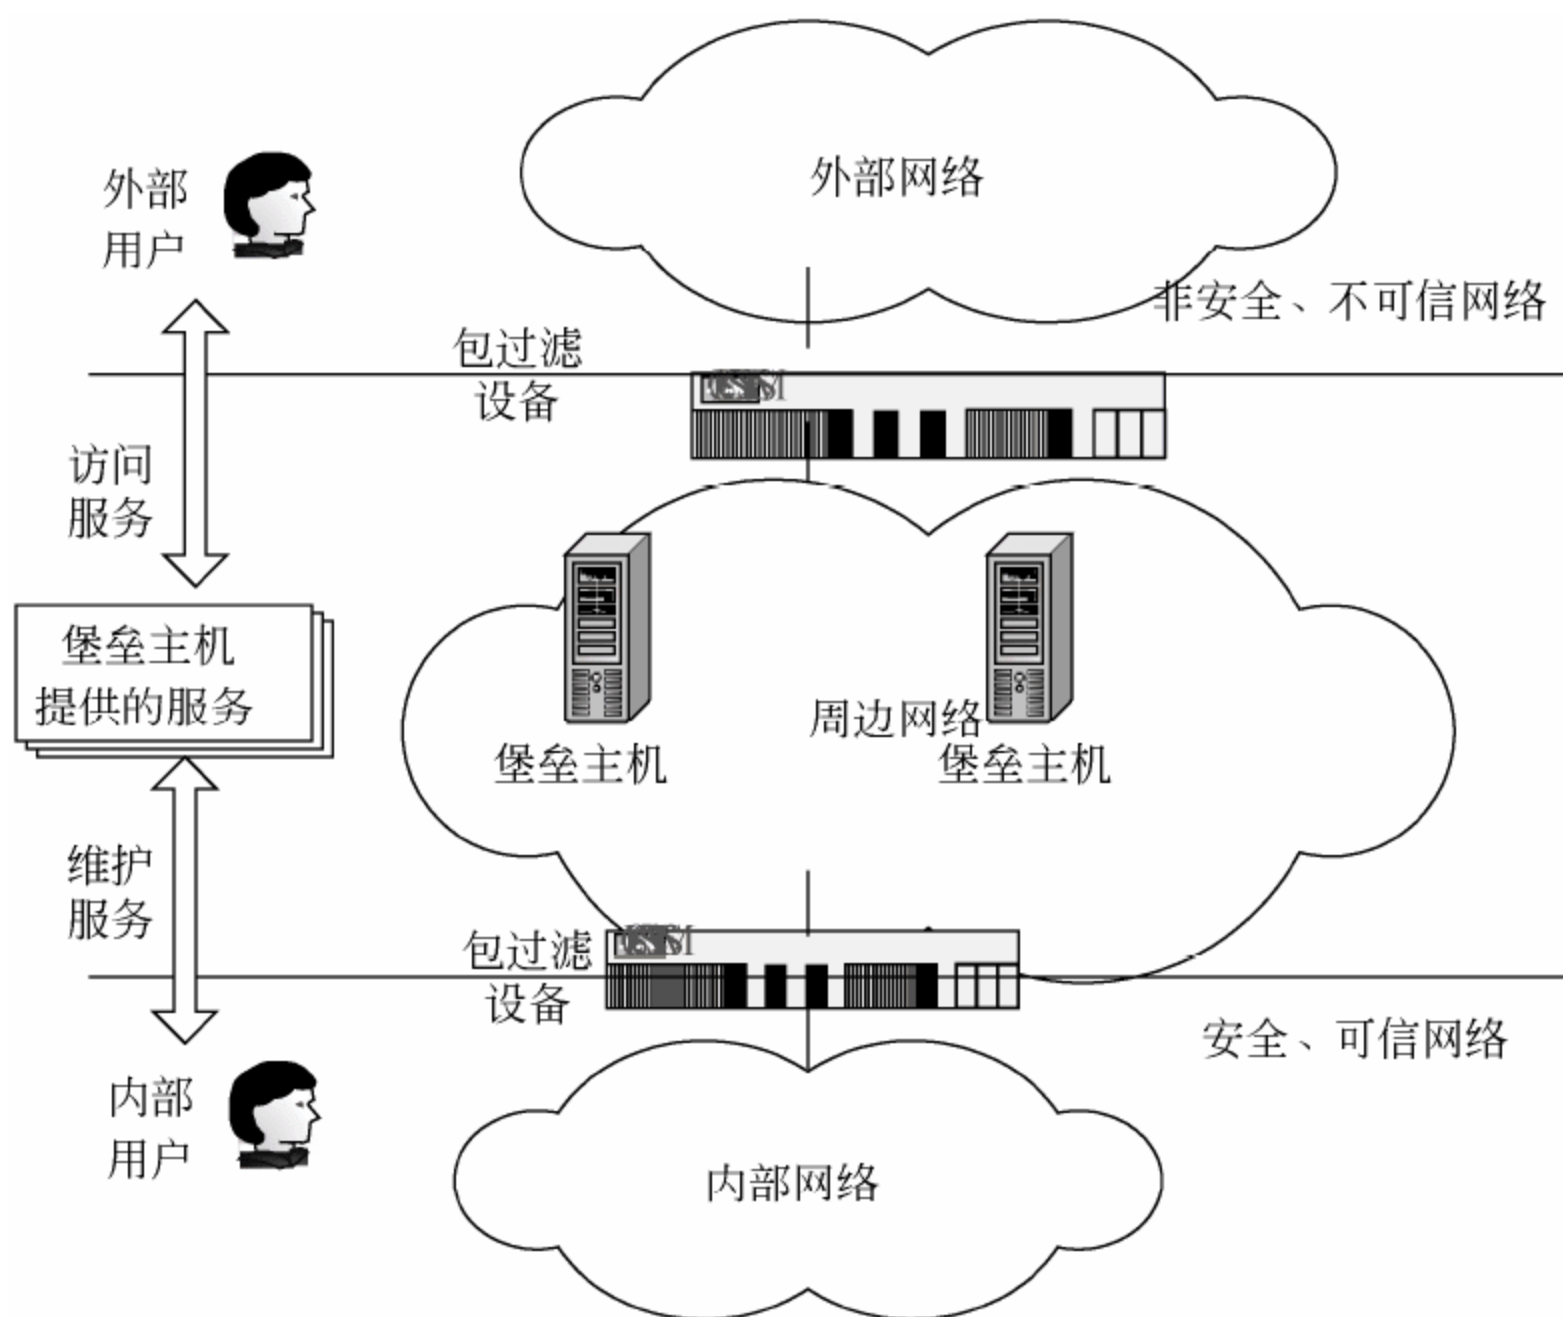 外部网络
外部
用户
非安全、不可信网络
包过滤
设备
访问
服务
堡垒主机
提供的服务
周边网络
堡垒主机
堡垒主机
维护
服务
包过滤
设备
安全、可信网络
内部
用户
内部网络